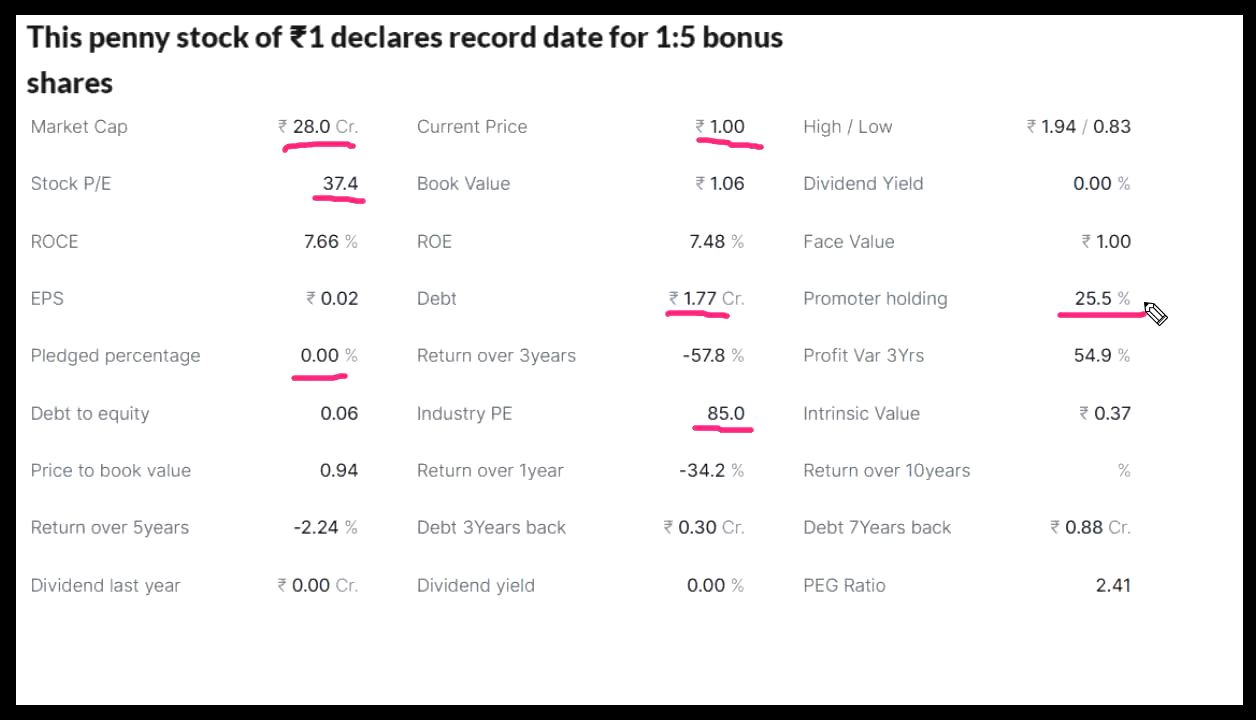 This penny stock of ₹1 declares record date for 1:5 bonus
shares
Market Cap ₹ 28.0 Cr. Current Price ₹ 1.00 High / Low ₹ 1.94 / 0.83
Stock P/E 37.4 Book Value ₹ 1.06 Dividend Yield 0.00 %
ROCE 7.66 % ROE 7.48 % Face Value ₹ 1.00
EPS ₹ 0.02 Debt ₹ 1.77 Cr. Promoter holding 25.5 %
Pledged percentage 0.00 % Return over 3years -57.8 % Profit Var 3Yrs 54.9 %
Debt to equity 0.06 Industry PE 85.0 Intrinsic Value ₹ 0.37
Price to book value 0.94 Return over 1year -34.2 % Return over 10years %
Return over 5years -2.24 % Debt 3Years back ₹ 0.30 Cr. Debt 7Years back ₹ 0.88 Cr.
Dividend last year ₹ 0.00 Cr. Dividend yield 0.00 % PEG Ratio 2.41